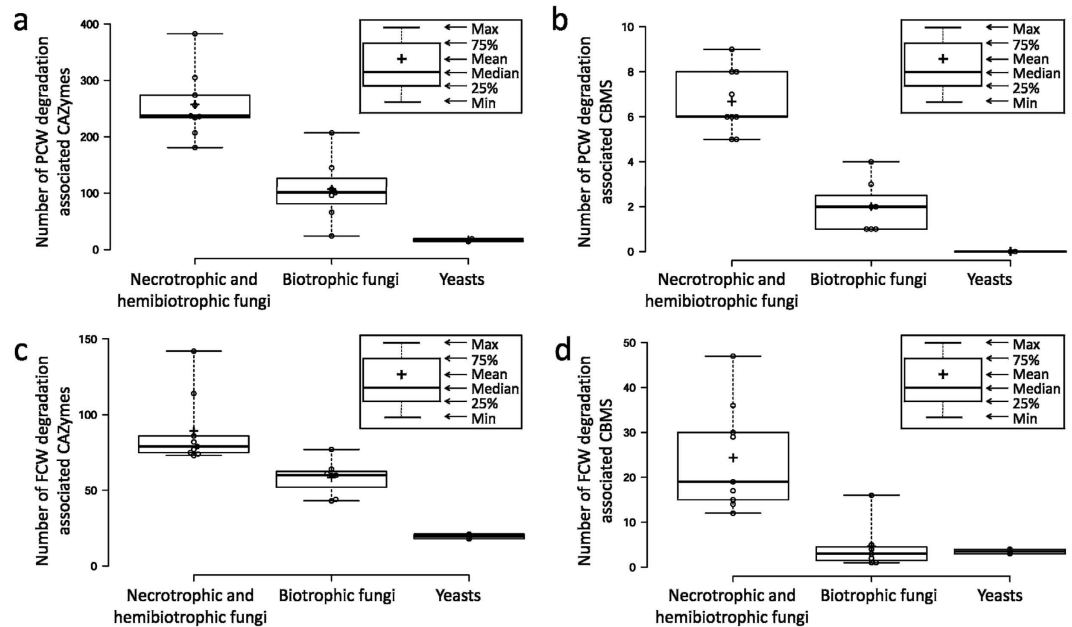 a
Number of PCW degradation
associated CAZymes
400
300
200
100
0
Max
75%
Mean
Median
25%
Min
Necrotrophic and
hemibiotrophic fungi
Biotrophic fungi
Yeasts
b
Number of PCW degradation
associated CBMS
10
8
6
4
2
0
Max
75%
Mean
Median
25%
Min
Necrotrophic and
hemibiotrophic fungi
Biotrophic fungi
Yeasts
c
Number of FCW degradation
associated CAZymes
150
100
50
0
Max
75%
Mean
Median
25%
Min
Necrotrophic and
hemibiotrophic fungi
Biotrophic fungi
Yeasts
d
Number of FCW degradation
associated CBMS
50
40
30
20
10
0
Max
75%
Mean
Median
25%
Min
Necrotrophic and
hemibiotrophic fungi
Biotrophic fungi
Yeasts